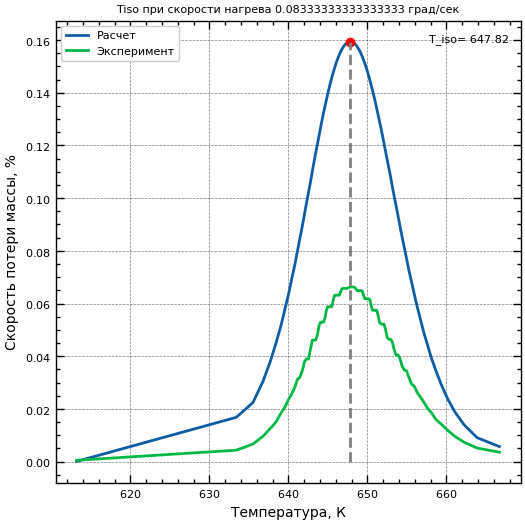 Tiso при скорости нагрева 0.08333333333333333 град/сек
Расчет
Эксперимент
T_iso= 647.82
Скорость потери массы, %
0.16
0.14
0.12
0.10
0.08
0.06
0.04
0.02
0.00
620 630 640 650 660
Температура, К